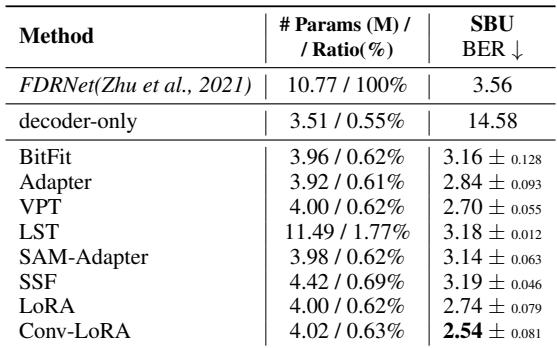 Method # Params (M) / / Ratio(%) SBU BER ↓
FDRNet(Zhu et al., 2021) 10.77 / 100% 3.56
decoder-only 3.51 / 0.55% 14.58
BitFit 3.96 / 0.62% 3.16 ± 0.128
Adapter 3.92 / 0.61% 2.84 ± 0.093
VPT 4.00 / 0.62% 2.70 ± 0.055
LST 11.49 / 1.77% 3.18 ± 0.012
SAM-Adapter 3.98 / 0.62% 3.14 ± 0.063
SSF 4.42 / 0.69% 3.19 ± 0.046
LoRA 4.00 / 0.62% 2.74 ± 0.079
Conv-LoRA 4.02 / 0.63% 2.54 ± 0.081